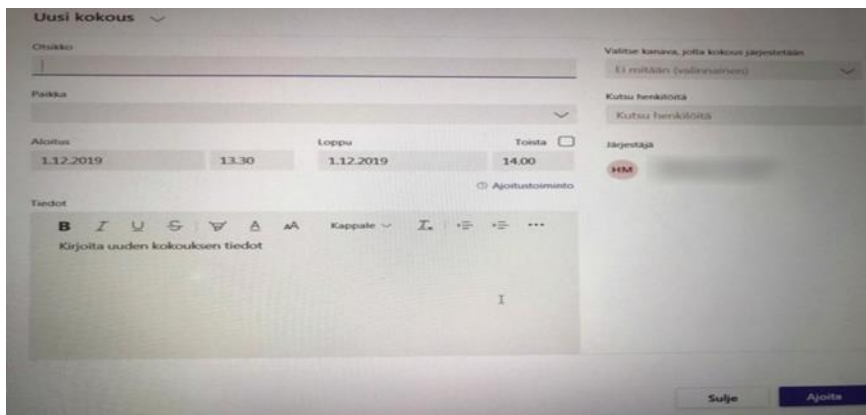 Uusi kokous
Otsikko
Paikka
Aloitus
Loppu
Toista
1.12.2019
13.30
1.12.2019
14.00
Ajoitustoiminto
Tiedot
B I U S A AA Kappale
Kirjoita uuden kokouksen tiedot
Valitse kanava, jolla kokous järjestetään
Ei mitään (valinnainen)
Kutsu henkilöitä
Kutsu henkilöitä
Järjestäjä
HM
Sulje
Ajoita